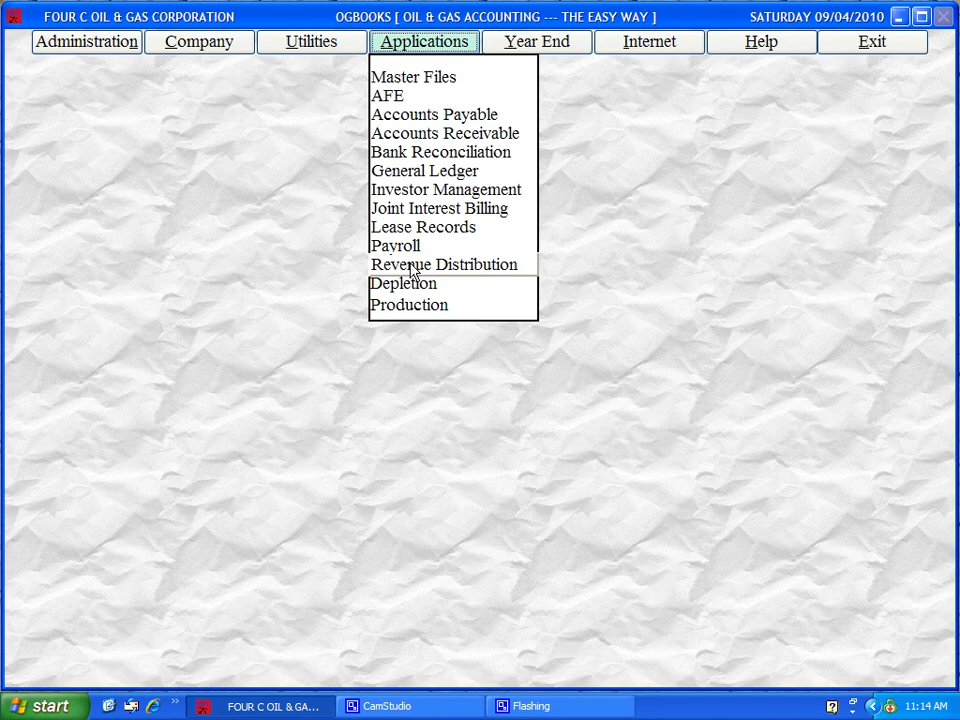 FOUR C OIL & GAS CORPORATION OGBOOKS [ OIL & GAS ACCOUNTING --- THE EASY WAY ] SATURDAY 09/04/2010
Administration Company Utilities Applications Year End Internet Help Exit
Master Files
AFE
Accounts Payable
Accounts Receivable
Bank Reconciliation
General Ledger
Investor Management
Joint Interest Billing
Lease Records
Payroll
Revenue Distribution
Depletion
Production
start FOUR C OIL & GA... CamStudio Flashing 11:14 AM